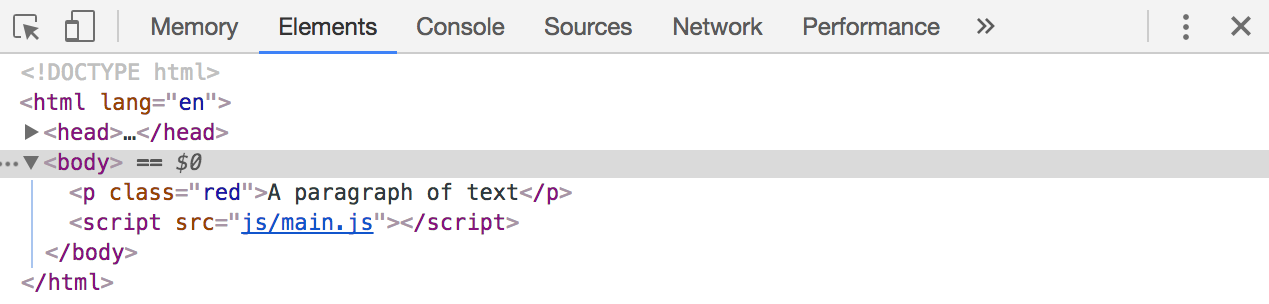 Memory Elements Console Sources Network Performance »
<!DOCTYPE html>
<html lang="en">
▶<head>…</head>
…▼<body> == $0
<p class="red">A paragraph of text</p>
<script src="js/main.js"></script>
</body>
</html>